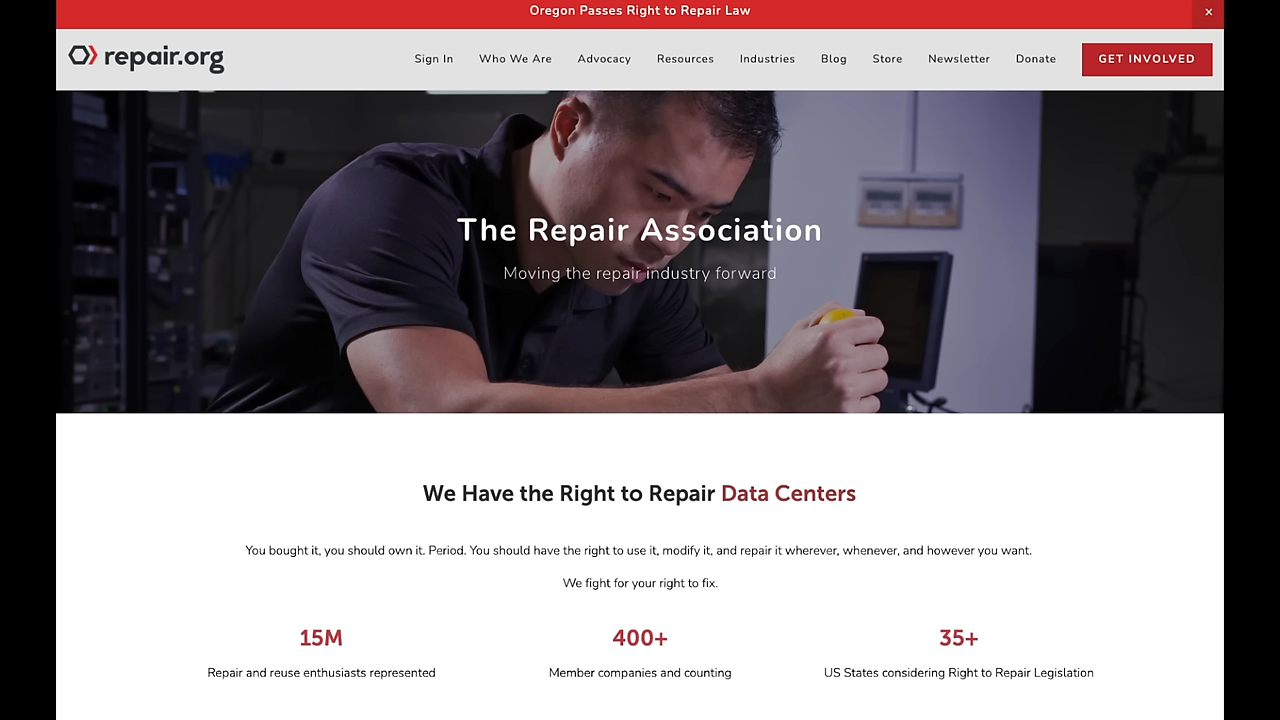 Oregon Passes Right to Repair Law
×
repair.org
Sign In Who We Are Advocacy Resources Industries Blog Store Newsletter Donate GET INVOLVED
The Repair Association
Moving the repair industry forward
We Have the Right to Repair Data Centers
You bought it, you should own it. Period. You should have the right to use it, modify it, and repair it wherever, whenever, and however you want.
We fight for your right to fix.
15M 400+ 35+
Repair and reuse enthusiasts represented Member companies and counting US States considering Right to Repair Legislation